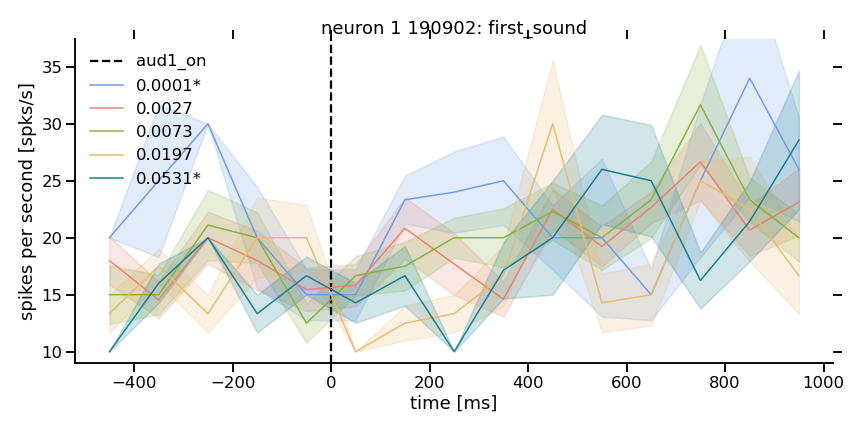 neuron 1 190902: first_sound
aud1_on
0.0001*
0.0027
0.0073
0.0197
0.0531*
spikes per second [spks/s]
35
30
25
20
15
10
−400 −200 0 200 400 600 800 1000
time [ms]